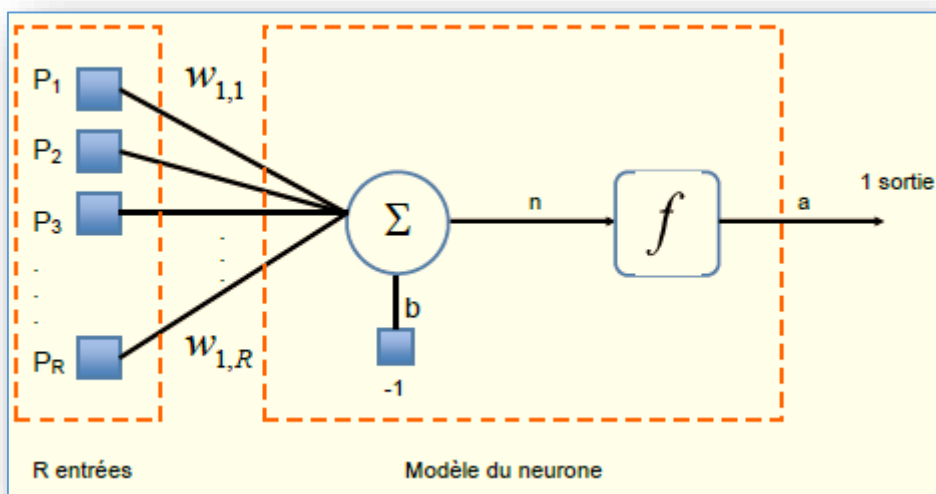 P1
w1,1
P2
1 sortie
P3
Σ
n
f
a
.
.
.
.
.
.
.
b
PR
w1,R
-1
R entrées
Modèle du neurone